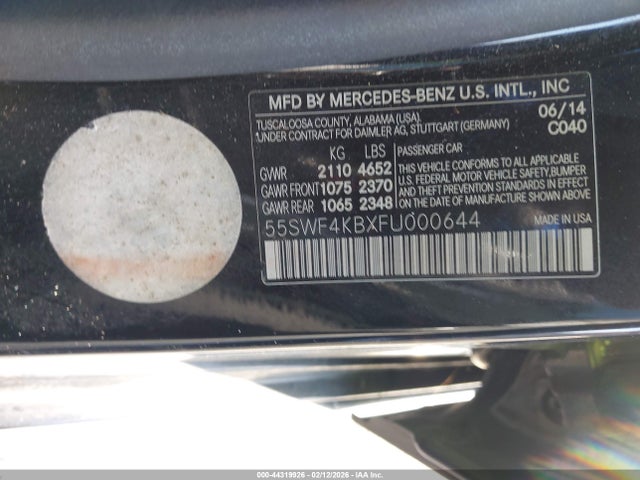 MFD BY MERCEDES-BENZ U.S. INTL., INC
TUSCALOOSA COUNTY, ALABAMA (USA), 06/14
UNDER CONTRACT FOR DAIMLER AG, STUTTGART (GERMANY) C040
KG LBS PASSENGER CAR
GVWR 2110 4652
GAWR FRONT 1075 2370
GAWR REAR 1065 2348
THIS VEHICLE CONFORMS TO ALL APPLICABLE
U.S. FEDERAL MOTOR VEHICLE SAFETY,BUMPER
AND THEFT PREVENTION STANDARDS IN EFFECT
ON THE DATE OF MANUFACTURE SHOWN ABOVE.
55SWF4KBXFU000644 MADE IN USA
000-44319926 - 02/12/2026 - IAAI.COM